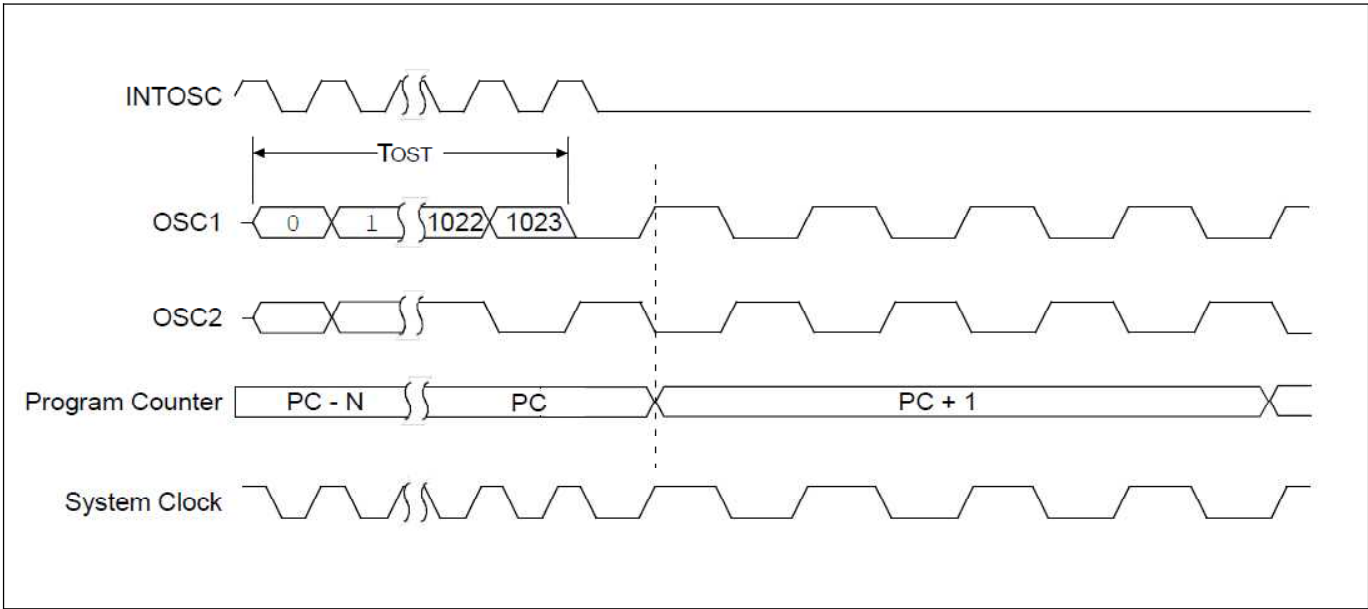 INTOSC
TOST
OSC1 0 1 1022 1023
OSC2
Program Counter PC - N PC PC + 1
System Clock